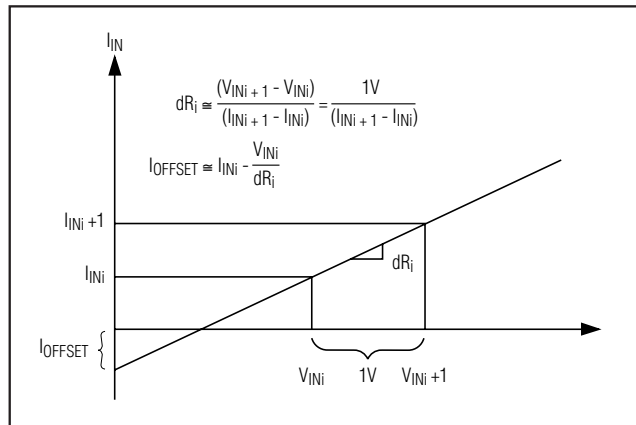 I_IN
dR_i ≅ (V_INi + 1 - V_INi) / (I_INi + 1 - I_INi) = 1V / (I_INi + 1 - I_INi)
I_OFFSET ≅ I_INi - V_INi / dR_i
I_INi + 1
I_INi
dR_i
I_OFFSET
V_INi 1V V_INi + 1